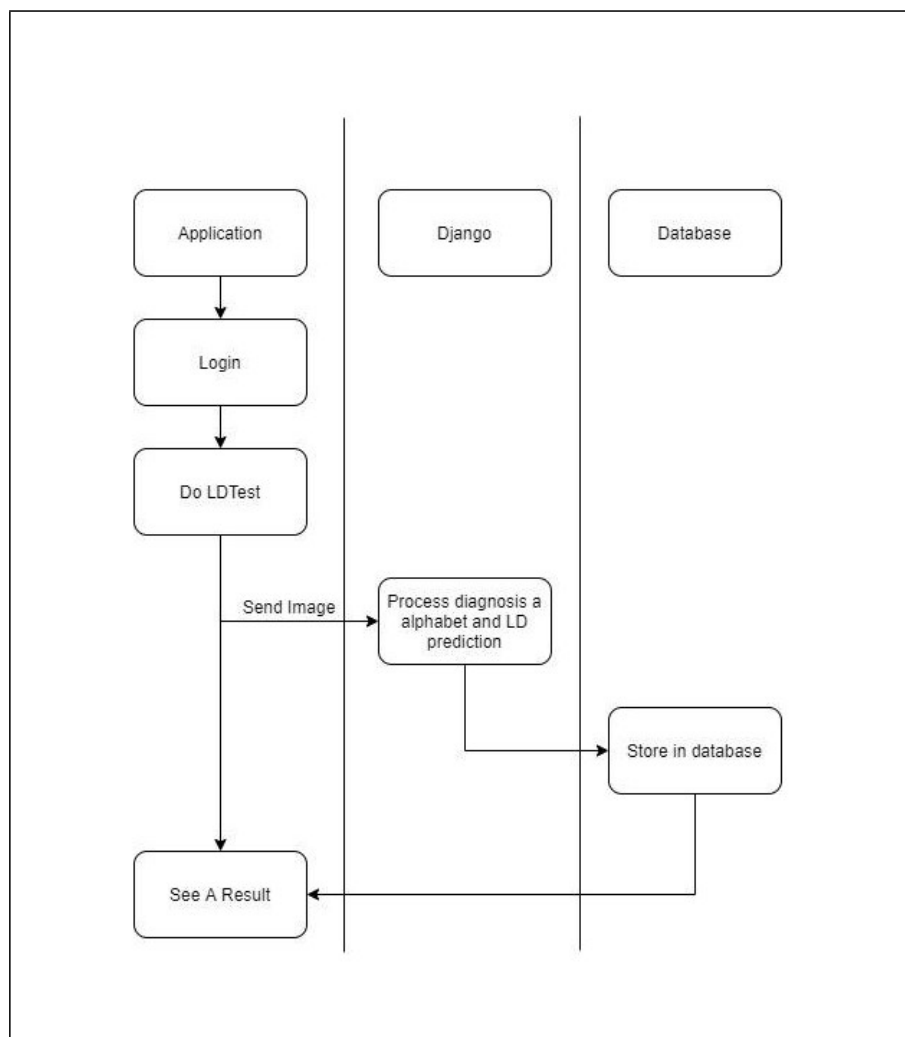 Application
Django
Database
Login
Do LDTest
Send Image
Process diagnosis a
alphabet and LD
prediction
Store in database
See A Result